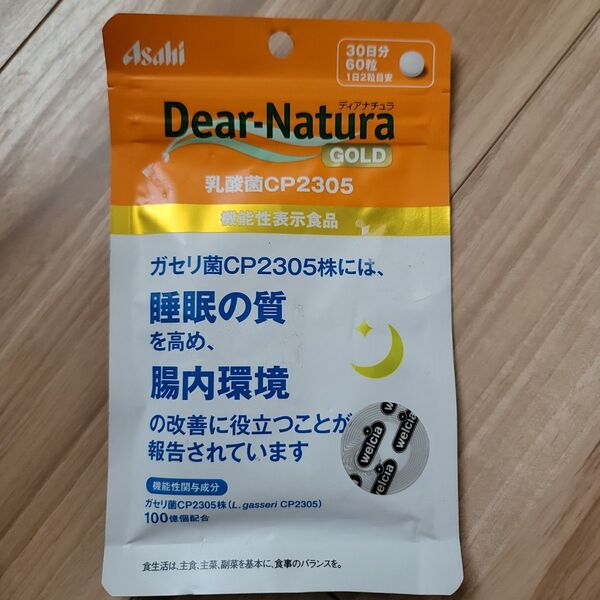 Asahi
30日分
60粒
1日2粒目安
ディアナチュラ
Dear-Natura
GOLD
乳酸菌CP2305
機能性表示食品
ガセリ菌CP2305株には、
睡眠の質
を高め、
腸内環境
の改善に役立つことが
報告されています
welcia
welcia
welcia
機能性関与成分
ガセリ菌CP2305株(L. gasseri CP2305)
100億個配合
食生活は、主食、主菜、副菜を基本に、食事のバランスを。